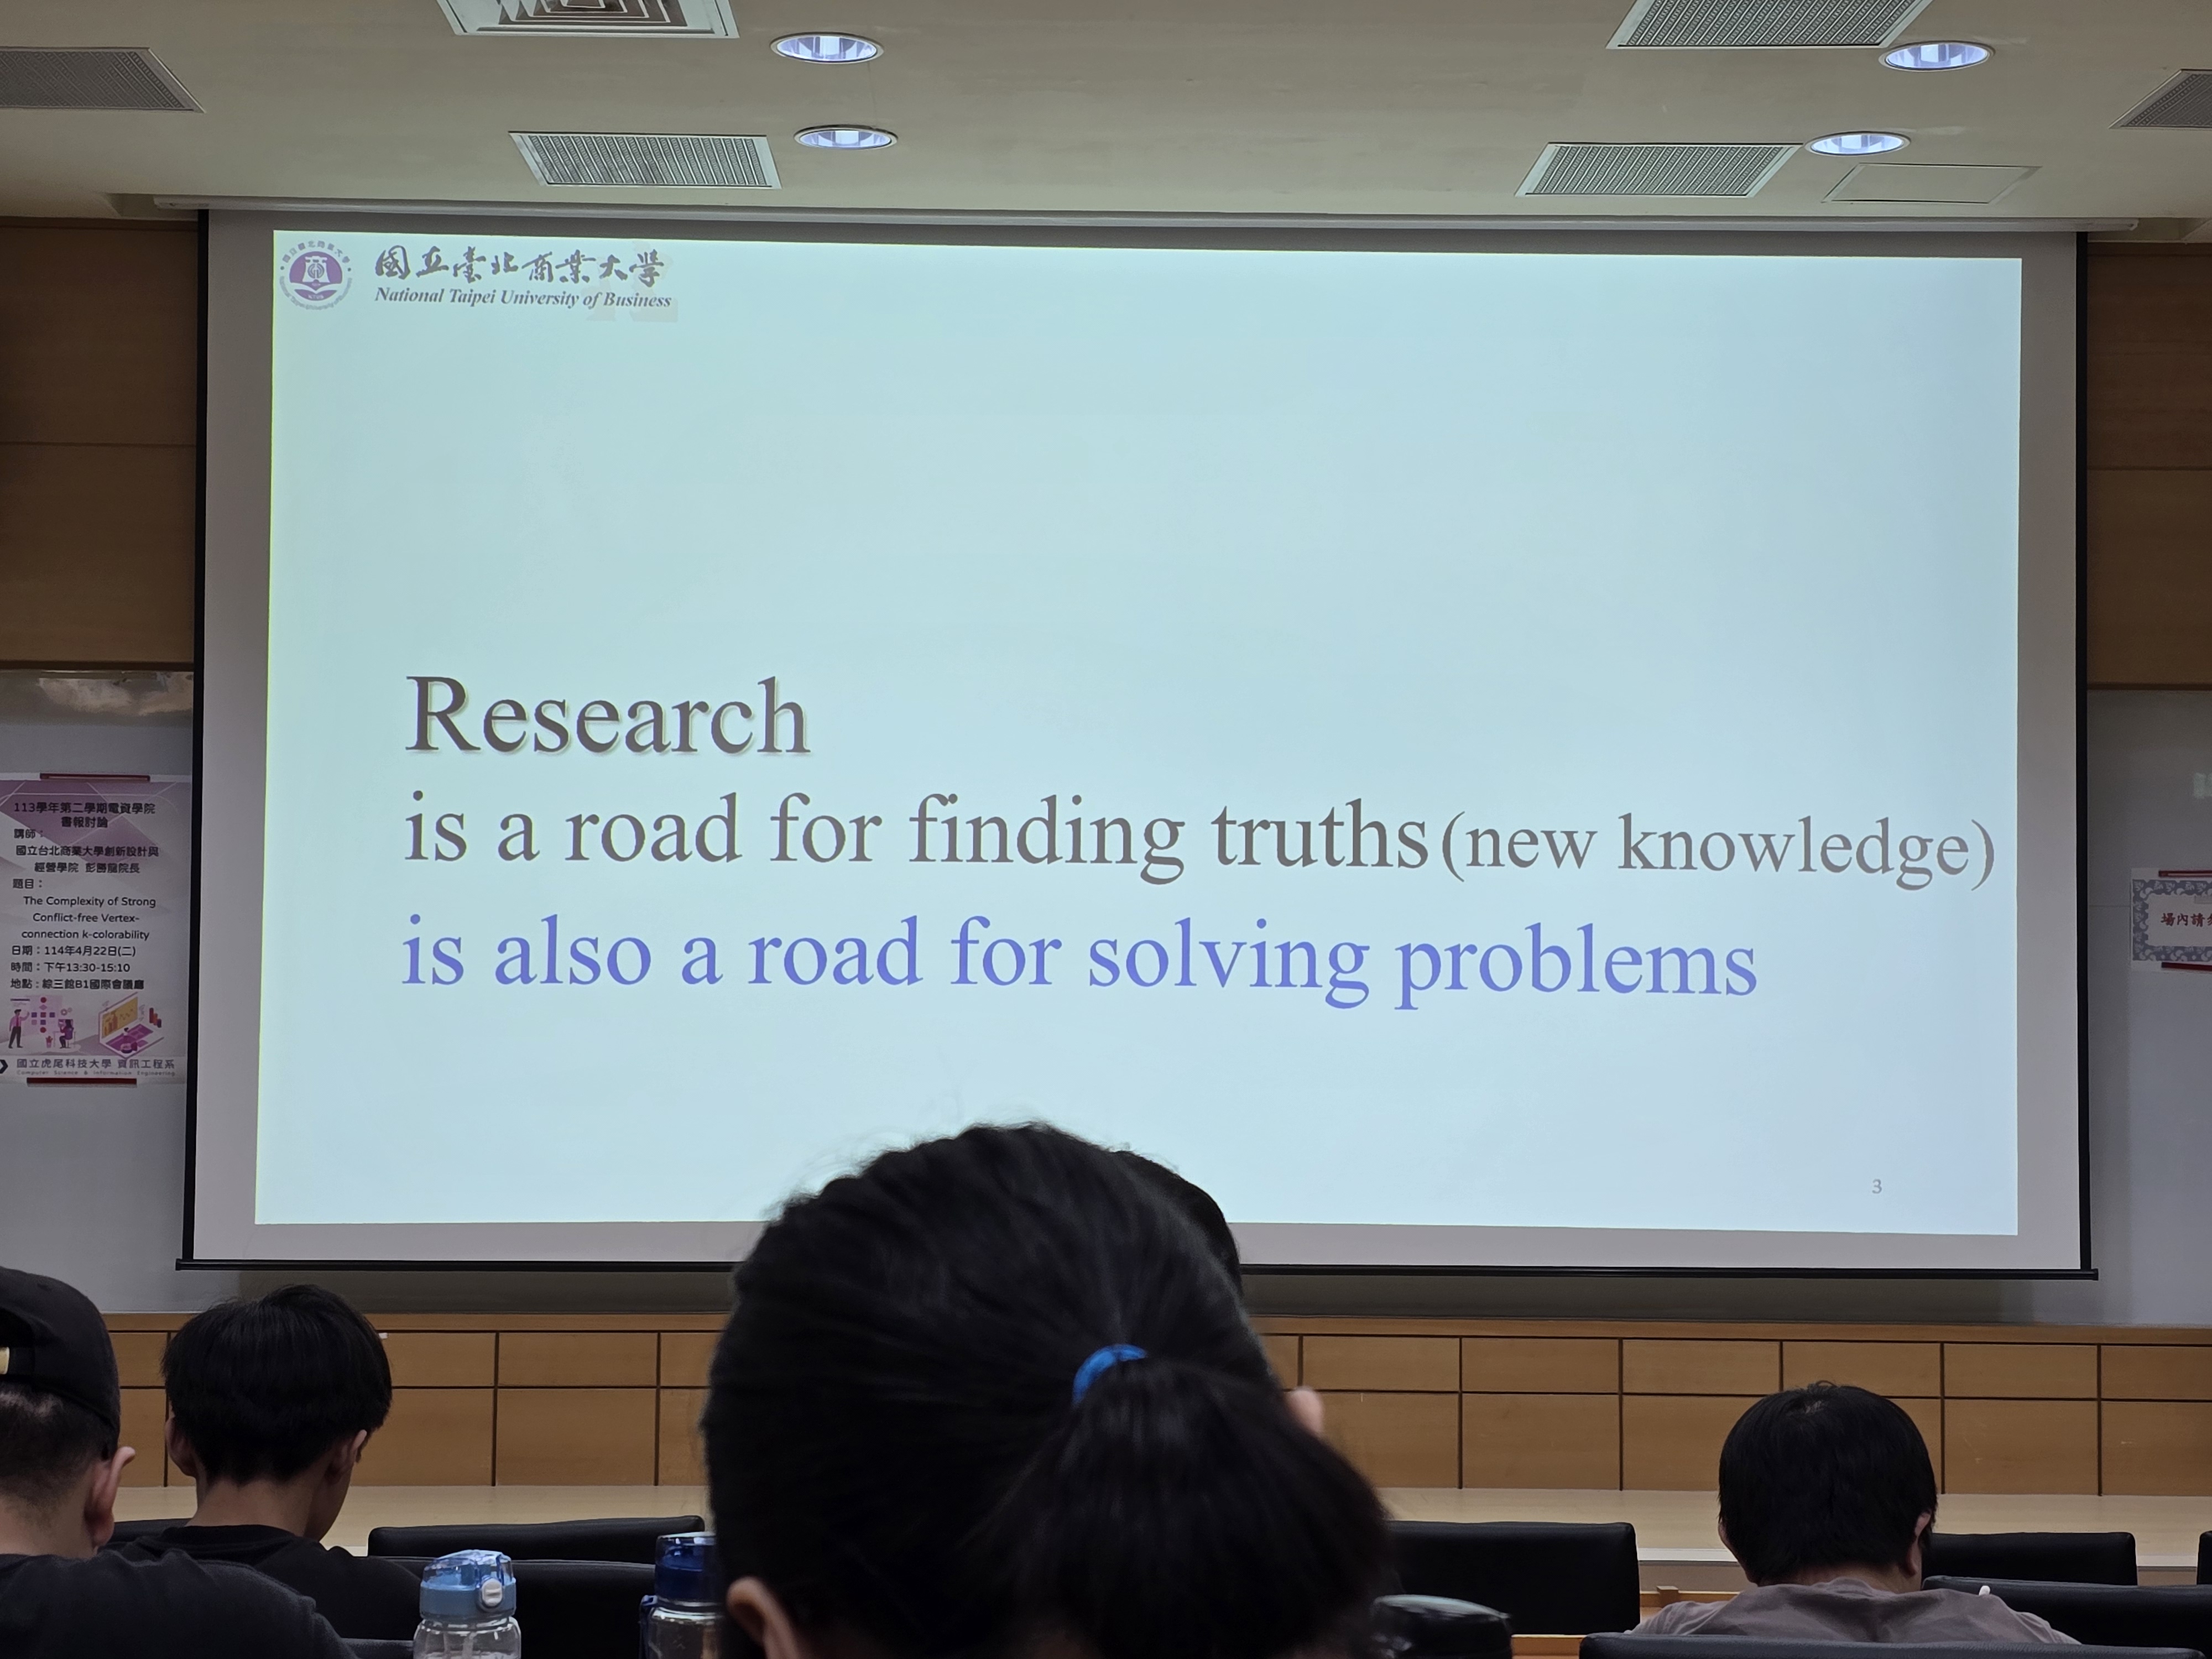 國立臺北商業大學
National Taipei University of Business
Research
is a road for finding truths (new knowledge)
is also a road for solving problems
3
113學年第二學期電資學院
書報討論
講師：
國立台北商業大學創新設計與
經營學院 彭勝龍院長
題目：
The Complexity of Strong
Conflict-free Vertex-
connection k-colorability
日期：114年4月22日(二)
時間：下午13:30-15:10
地點：綜三館B1國際會議廳
國立虎尾科技大學 資訊工程系
Computer Science & Information Engineering
場內請